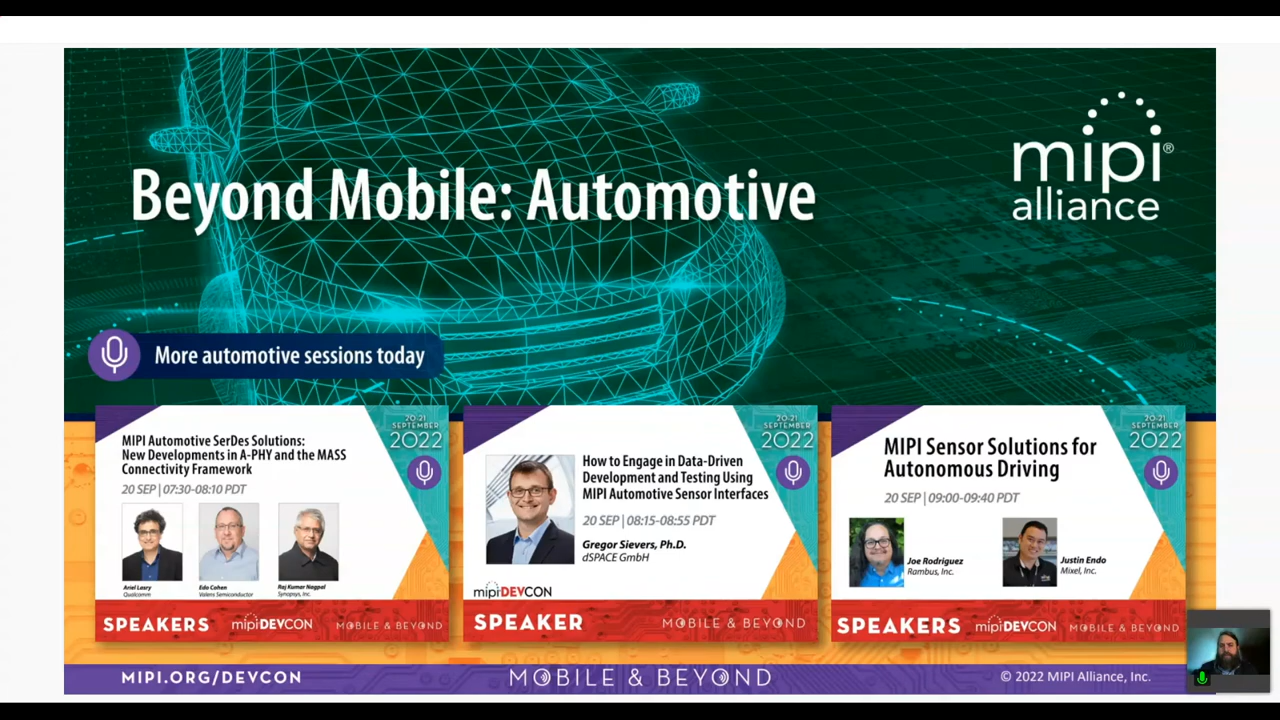 Beyond Mobile: Automotive
mipi®
alliance
More automotive sessions today
20-21
SEPTEMBER
2022
MIPI Automotive SerDes Solutions:
New Developments in A-PHY and the MASS
Connectivity Framework
20 SEP | 07:30-08:10 PDT
Ariel Lasry
Qualcomm
Edo Cohen
Valens Semiconductor
Raj Kumar Nagpal
Synopsys, Inc.
SPEAKERS
mipi DEVCON
MOBILE & BEYOND
20-21
SEPTEMBER
2022
How to Engage in Data-Driven
Development and Testing Using
MIPI Automotive Sensor Interfaces
20 SEP | 08:15-08:55 PDT
Gregor Sievers, Ph.D.
dSPACE GmbH
mipi DEVCON
SPEAKER
MOBILE & BEYOND
20-21
SEPTEMBER
2022
MIPI Sensor Solutions for
Autonomous Driving
20 SEP | 09:00-09:40 PDT
Joe Rodriguez
Rambus, Inc.
Justin Endo
Mixel, Inc.
SPEAKERS
mipi DEVCON
MOBILE & BEYOND
MIPI.ORG/DEVCON
MOBILE & BEYOND
© 2022 MIPI Alliance, Inc.